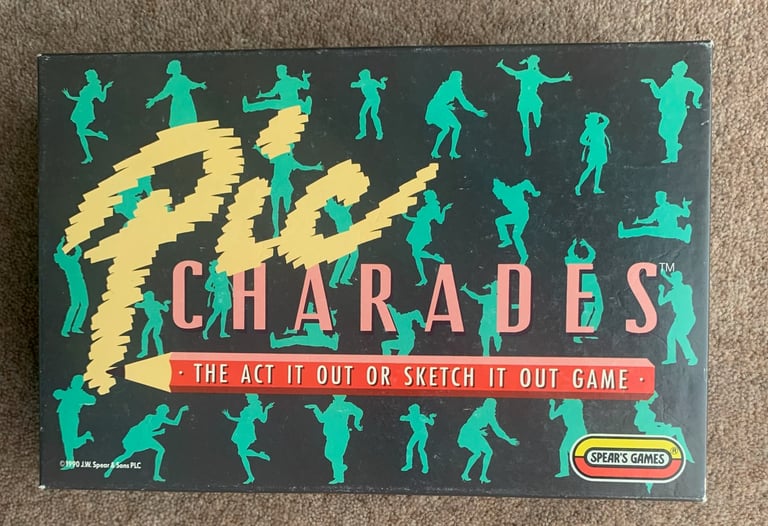 Pic
CHARADES™
· THE ACT IT OUT OR SKETCH IT OUT GAME ·
© 1990 J.W. Spear & Sons PLC
SPEAR'S GAMES®